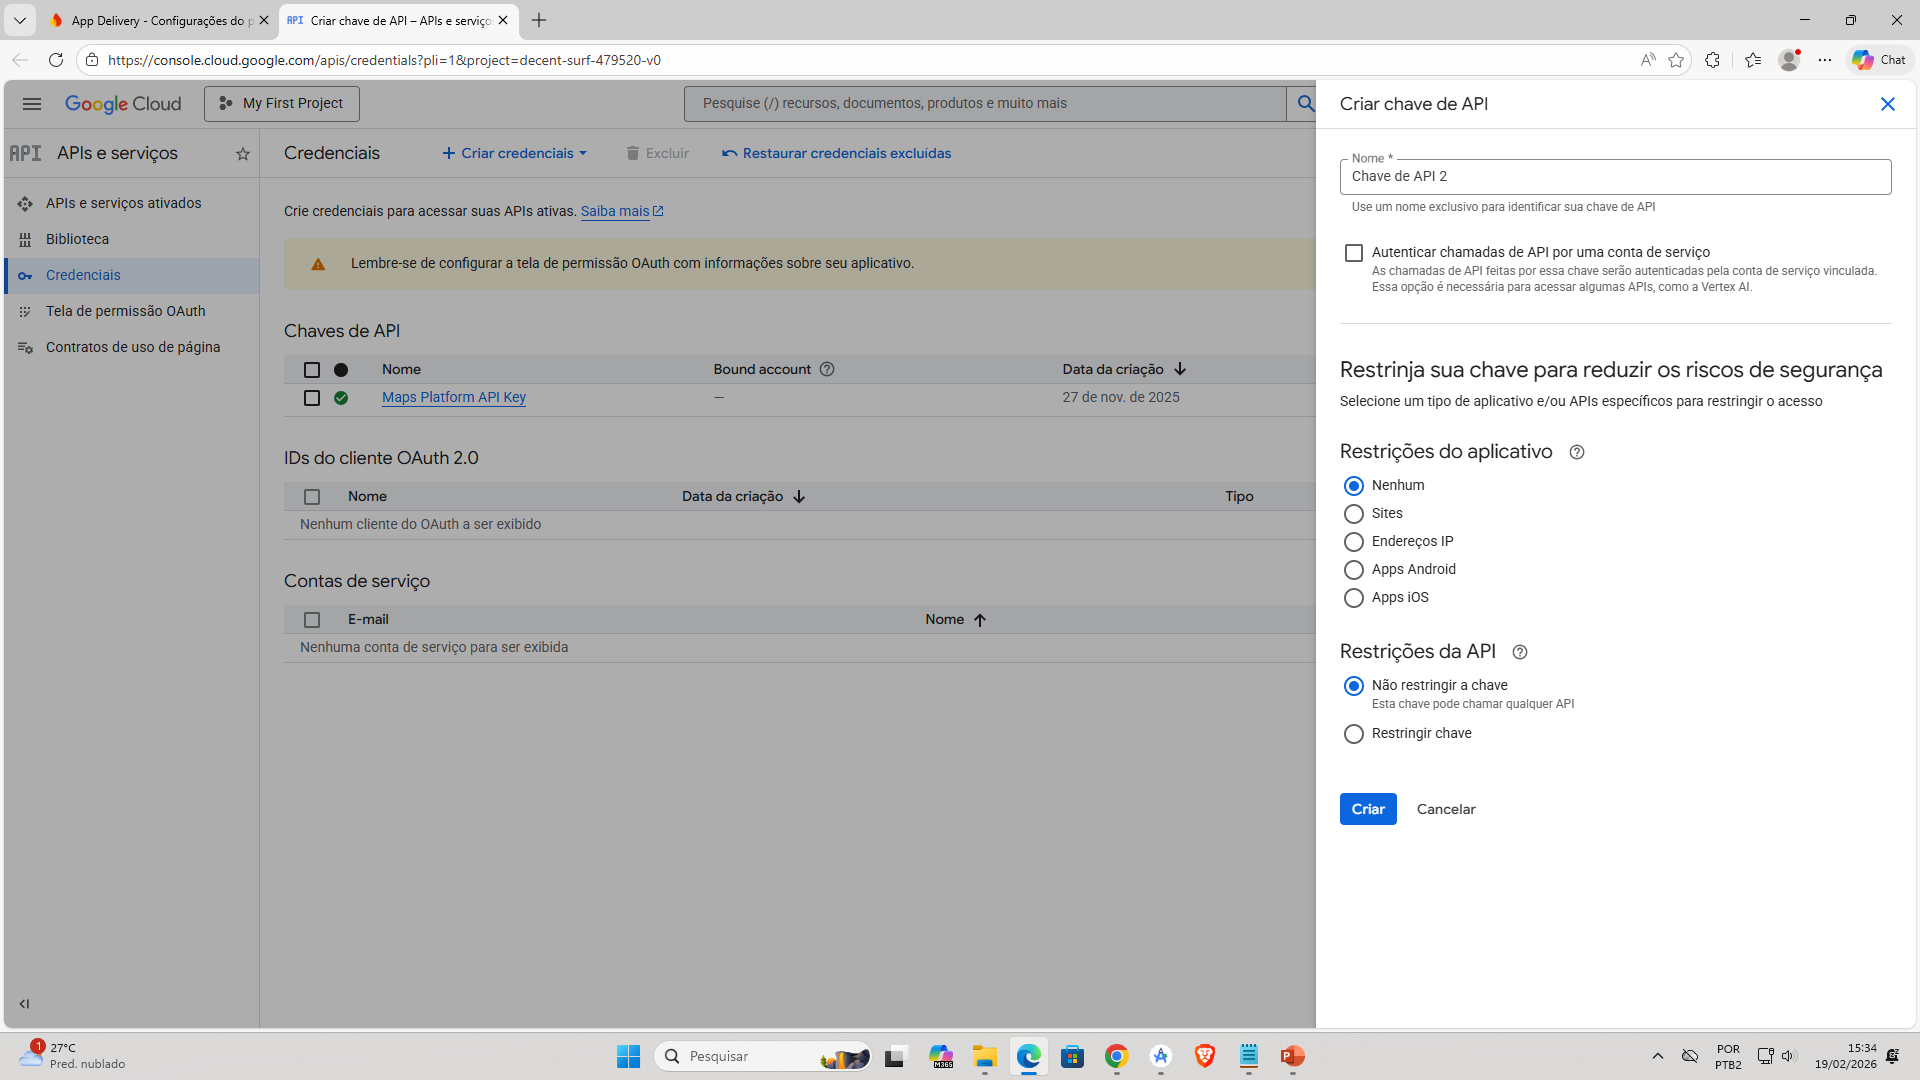 App Delivery - Configurações do p
Criar chave de API – APIs e serviço
https://console.cloud.google.com/apis/credentials?pli=1&project=decent-surf-479520-v0
Chat
Google Cloud
My First Project
Pesquise (/) recursos, documentos, produtos e muito mais
API APIs e serviços
APIs e serviços ativados
Biblioteca
Credenciais
Tela de permissão OAuth
Contratos de uso de página
Credenciais
Criar credenciais
Excluir
Restaurar credenciais excluídas
Crie credenciais para acessar suas APIs ativas. Saiba mais
Lembre-se de configurar a tela de permissão OAuth com informações sobre seu aplicativo.
Chaves de API
Nome Bound account Data da criação
Maps Platform API Key — 27 de nov. de 2025
IDs do cliente OAuth 2.0
Nome Data da criação Tipo
Nenhum cliente do OAuth a ser exibido
Contas de serviço
E-mail Nome
Nenhuma conta de serviço para ser exibida
Criar chave de API
Nome *
Chave de API 2
Use um nome exclusivo para identificar sua chave de API
Autenticar chamadas de API por uma conta de serviço
As chamadas de API feitas por essa chave serão autenticadas pela conta de serviço vinculada.
Essa opção é necessária para acessar algumas APIs, como a Vertex AI.
Restrinja sua chave para reduzir os riscos de segurança
Selecione um tipo de aplicativo e/ou APIs específicos para restringir o acesso
Restrições do aplicativo
Nenhum
Sites
Endereços IP
Apps Android
Apps iOS
Restrições da API
Não restringir a chave
Esta chave pode chamar qualquer API
Restringir chave
Criar
Cancelar
1
27°C
Pred. nublado
Pesquisar
M365
POR
PTB2
15:34
19/02/2026